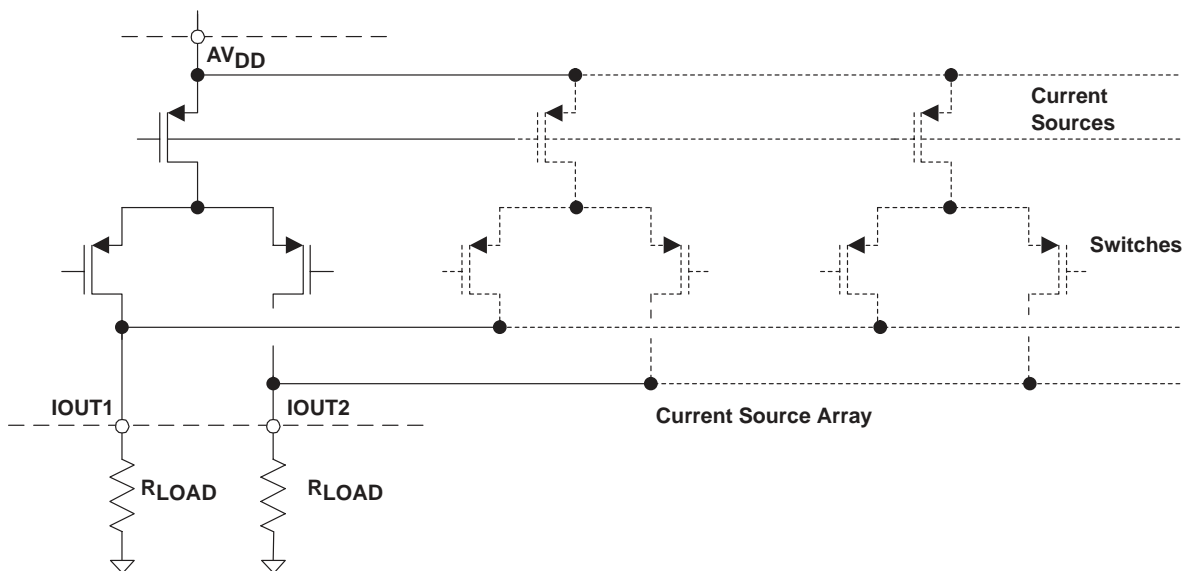 AVDD
Current
Sources
Switches
IOUT1
IOUT2
Current Source Array
RLOAD
RLOAD